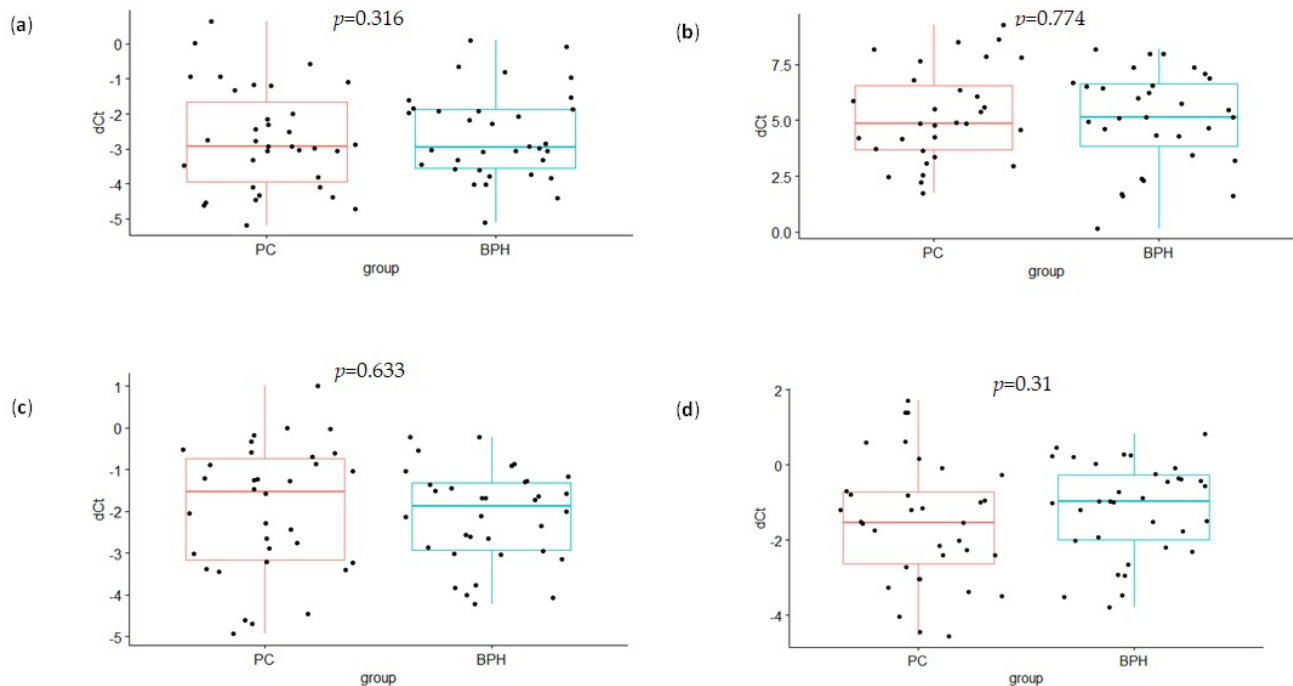 (a)
p=0.316
dCt
0
-1
-2
-3
-4
-5
PC
BPH
group
(b)
p=0.774
dCt
7.5
5.0
2.5
0.0
PC
BPH
group
(c)
p=0.633
dCt
1
0
-1
-2
-3
-4
-5
PC
BPH
group
(d)
p=0.31
dCt
2
0
-2
-4
PC
BPH
group